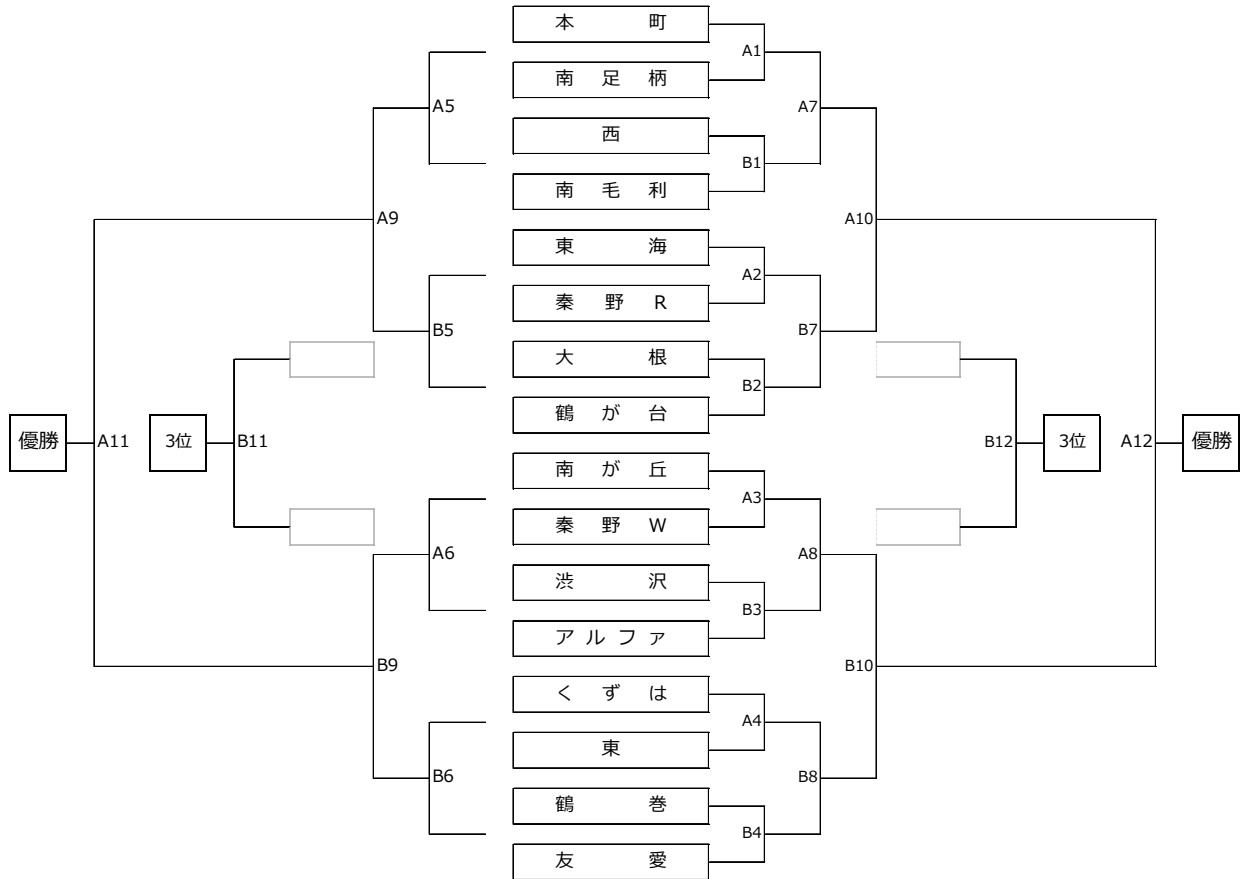 本町
A1
南足柄
A5
A7
西
B1
南毛利
A9
A10
東海
A2
秦野R
B5
B7
大根
B2
鶴が台
優勝
A11
3位
B11
B12
3位
A12
優勝
南が丘
A3
秦野W
A6
A8
渋沢
B3
アルファ
B9
B10
くずは
A4
東
B6
B8
鶴巻
B4
友愛